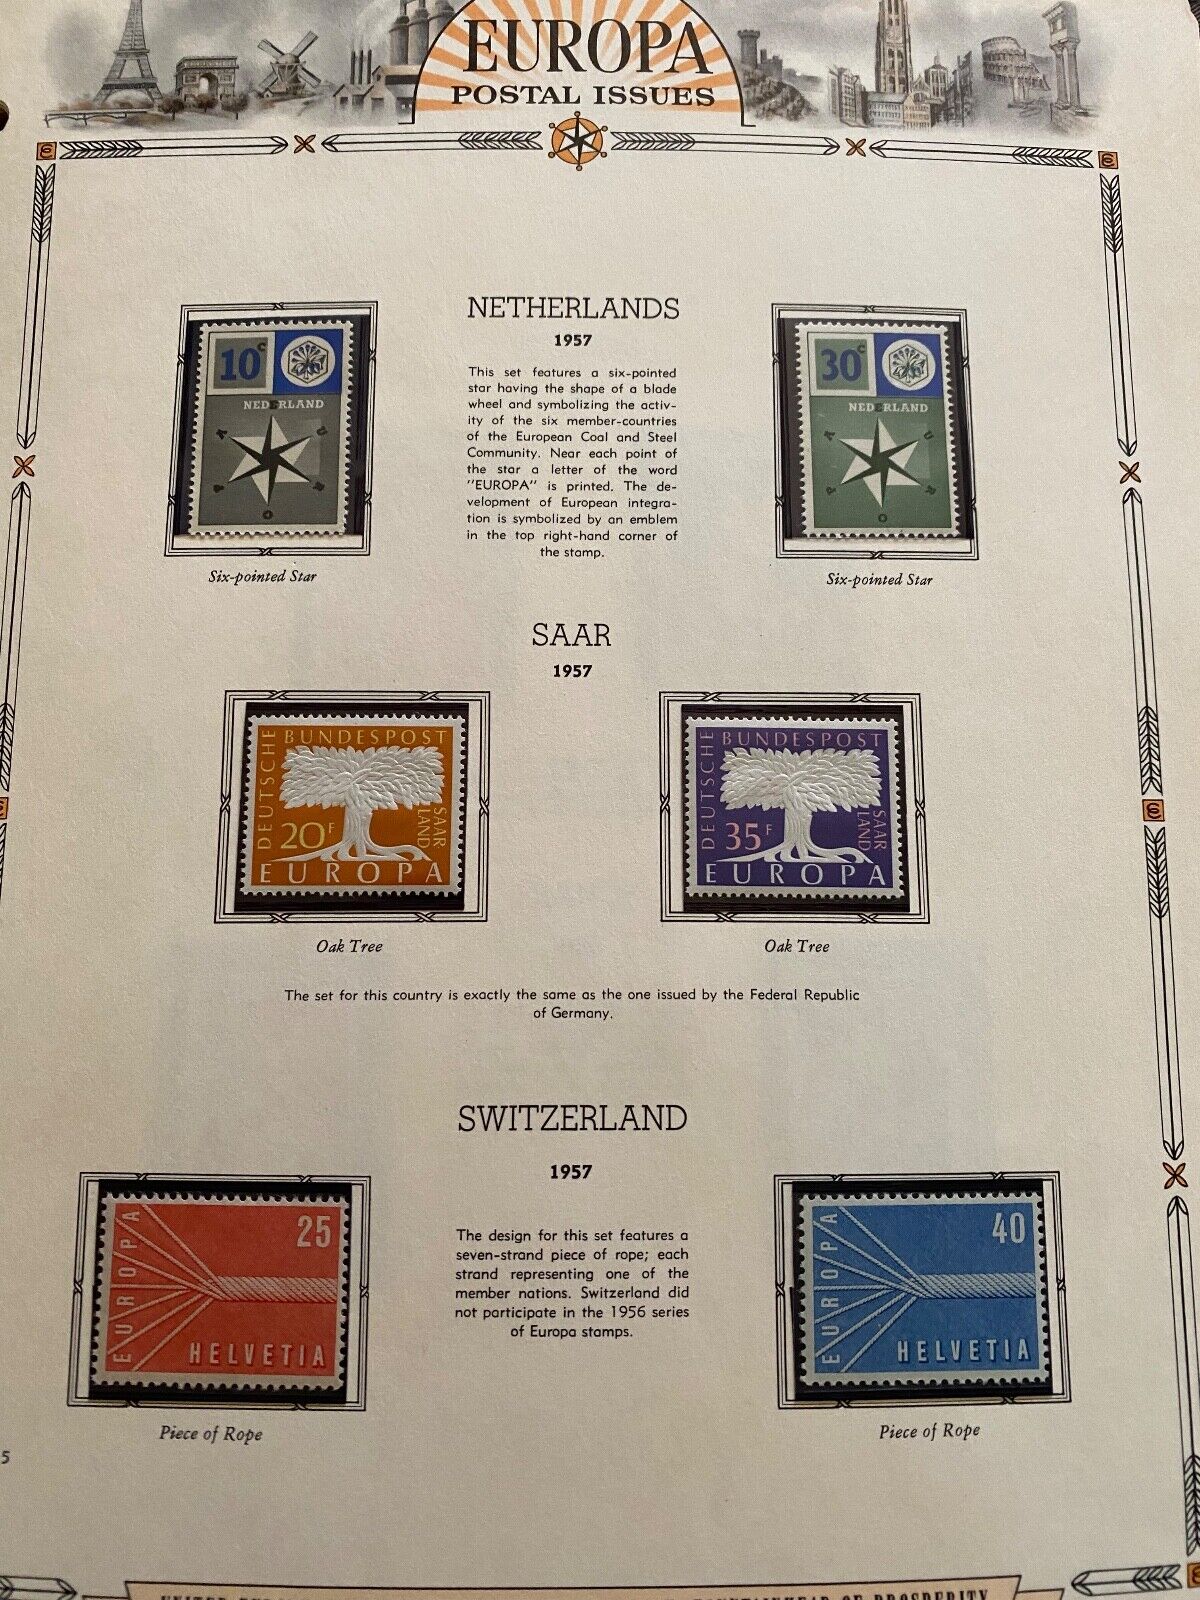 EUROPA
POSTAL ISSUES
NETHERLANDS
1957
10c
NEDERLAND
E U R O P A
This set features a six-pointed
star having the shape of a blade
wheel and symbolizing the activ-
ity of the six member-countries
of the European Coal and Steel
Community. Near each point of
the star a letter of the word
"EUROPA" is printed. The de-
velopment of European integra-
tion is symbolized by an emblem
in the top right-hand corner of
the stamp.
30c
NEDERLAND
E U R O P A
Six-pointed Star
Six-pointed Star
SAAR
1957
DEUTSCHE
BUNDESPOST
SAAR
LAND
20F
EUROPA
DEUTSCHE
BUNDESPOST
SAAR
LAND
35F
EUROPA
Oak Tree
Oak Tree
The set for this country is exactly the same as the one issued by the Federal Republic
of Germany.
SWITZERLAND
1957
25
EUROPA
HELVETIA
The design for this set features a
seven-strand piece of rope; each
strand representing one of the
member nations. Switzerland did
not participate in the 1956 series
of Europa stamps.
40
EUROPA
HELVETIA
Piece of Rope
Piece of Rope
5
OF PROSPERITY